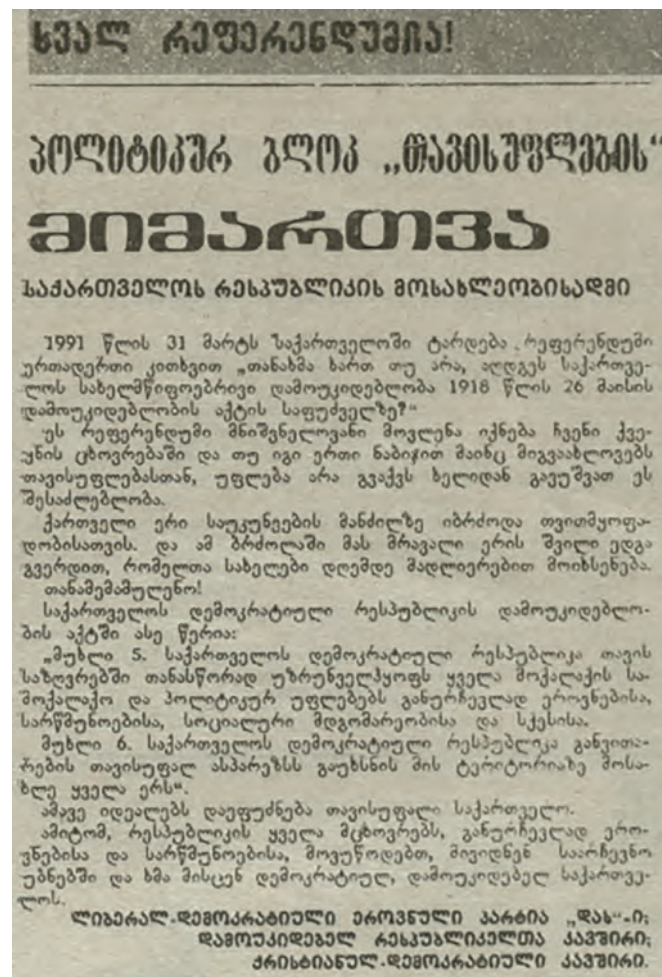 ხვალ რეფერენდუმია!
პოლიტიკურ ბლოკ „თავისუფლების“
მიმართვა
საქართველოს რესპუბლიკის მოსახლეობისადმი
1991 წლის 31 მარტს საქართველოში ტარდება რეფერენდუმი
ერთადერთი კითხვით „თანახმა ხართ თუ არა, აღდგეს საქართვე-
ლოს სახელმწიფოებრივი დამოუკიდებლობა 1918 წლის 26 მაისის
დამოუკიდებლობის აქტის საფუძველზე?“
ეს რეფერენდუმი მნიშვნელოვანი მოვლენა იქნება ჩვენი ქვე-
ყნის ცხოვრებაში და თუ იგი ერთი ნაბიჯით მაინც მიგვაახლოვებს
თავისუფლებასთან, უფლება არა გვაქვს ხელიდან გავუშვათ ეს
შესაძლებლობა.
ქართველი ერი საუკუნეების მანძილზე იბრძოდა თვითმყოფა-
დობისათვის. და ამ ბრძოლაში მას მრავალი ერის შვილი ედგა
გვერდით, რომელთა სახელები დღემდე მადლიერებით მოიხსენება.
თანამემამულენო!
საქართველოს დემოკრატიული რესპუბლიკის დამოუკიდებლო-
ბის აქტში ასე წერია:
„მუხლი 5. საქართველოს დემოკრატიული რესპუბლიკა თავის
საზღვრებში თანასწორად უზრუნველჰყოფს ყველა მოქალაქის სა-
მოქალაქო და პოლიტიკურ უფლებებს განურჩევლად ეროვნებისა,
სარწმუნოებისა, სოციალური მდგომარეობისა და სქესისა.
მუხლი 6. საქართველოს დემოკრატიული რესპუბლიკა განვითა-
რების თავისუფალ ასპარეზს გაუხსნის მის ტერიტორიაზე მოსა-
ხლე ყველა ერს“.
ამავე იდეალებს დაეფუძნება თავისუფალი საქართველო.
ამიტომ, რესპუბლიკის ყველა მცხოვრებს, განურჩევლად ერო-
ვნებისა და სარწმუნოებისა, მოვუწოდებთ, მივიდნენ საარჩევნო
უბნებში და ხმა მისცენ დემოკრატიულ, დამოუკიდებელ საქართვე-
ლოს.
ლიბერალ-დემოკრატიული ეროვნული პარტია „დას“-ი;
დამოუკიდებელ რესპუბლიკელთა კავშირი;
ქრისტიანულ-დემოკრატიული კავშირი.